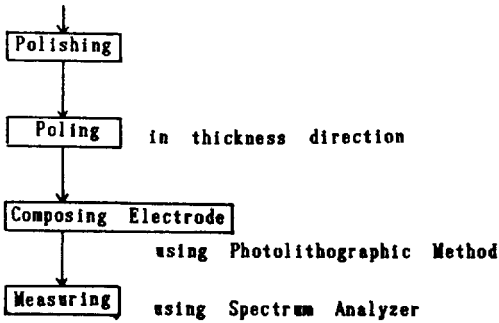 Polishing
Poling in thickness direction
Composing Electrode
using Photolithographic Method
Measuring using Spectrum Analyzer